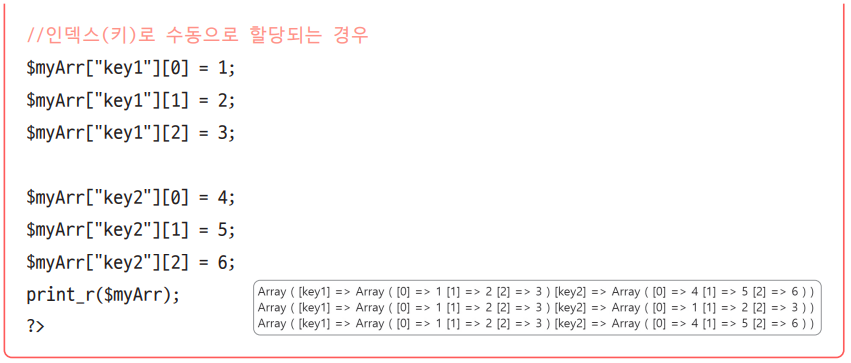 //인덱스(키)로 수동으로 할당되는 경우
$myArr["key1"][0] = 1;
$myArr["key1"][1] = 2;
$myArr["key1"][2] = 3;
$myArr["key2"][0] = 4;
$myArr["key2"][1] = 5;
$myArr["key2"][2] = 6;
print_r($myArr);
?>
Array ( [key1] => Array ( [0] => 1 [1] => 2 [2] => 3 ) [key2] => Array ( [0] => 4 [1] => 5 [2] => 6 ) )
Array ( [key1] => Array ( [0] => 1 [1] => 2 [2] => 3 ) [key2] => Array ( [0] => 1 [1] => 2 [2] => 3 ) )
Array ( [key1] => Array ( [0] => 1 [1] => 2 [2] => 3 ) [key2] => Array ( [0] => 4 [1] => 5 [2] => 6 ) )